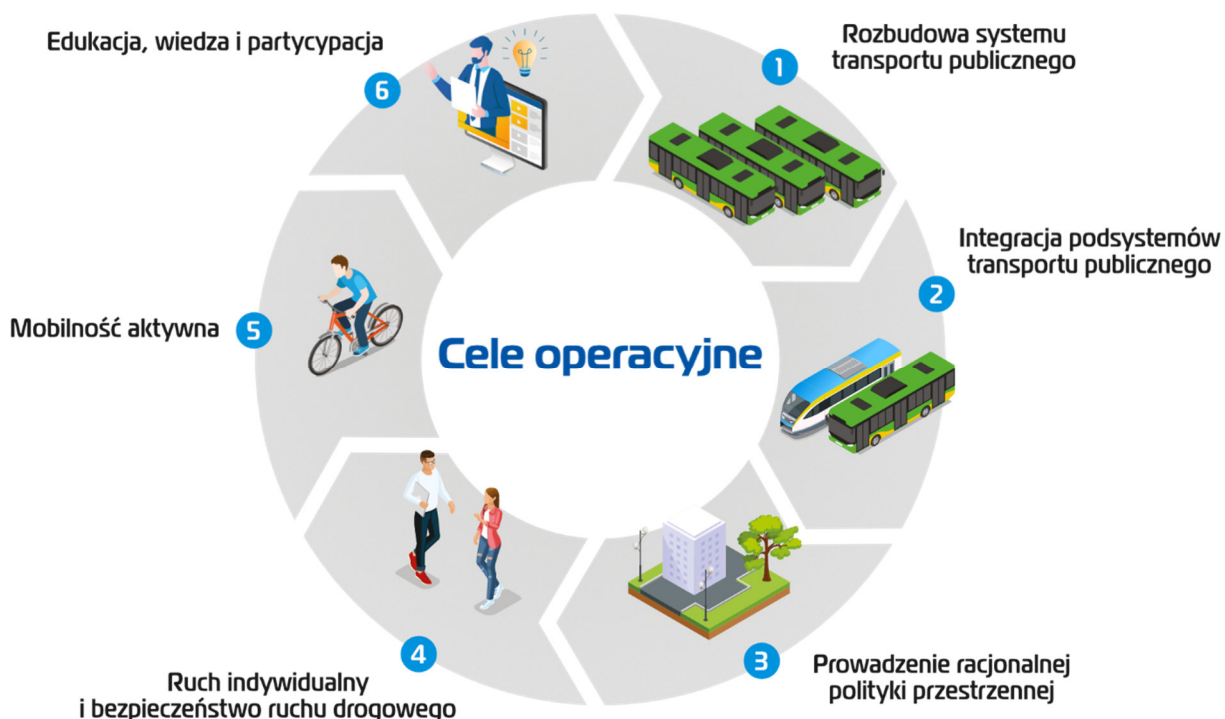 Cele operacyjne
1
Rozbudowa systemu
transportu publicznego
2
Integracja podsystemów
transportu publicznego
3
Prowadzenie racjonalnej
polityki przestrzennej
4
Ruch indywidualny
i bezpieczeństwo ruchu drogowego
5
Mobilność aktywna
6
Edukacja, wiedza i partycypacja